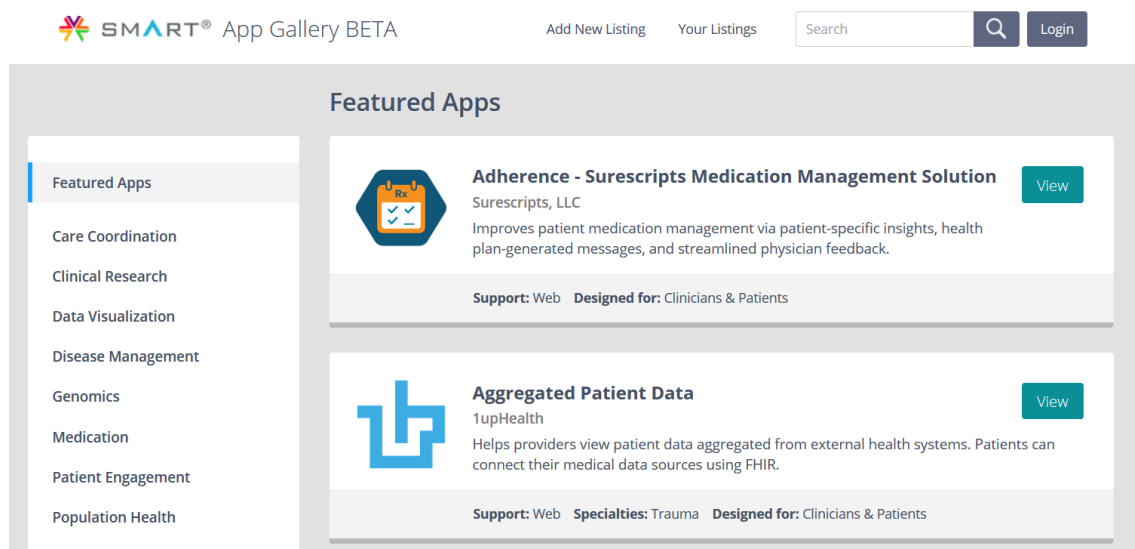 SMART® App Gallery BETA
Add New Listing
Your Listings
Search
Login
Featured Apps
Featured Apps
Care Coordination
Clinical Research
Data Visualization
Disease Management
Genomics
Medication
Patient Engagement
Population Health
Rx
Adherence - Surescripts Medication Management Solution
View
Surescripts, LLC
Improves patient medication management via patient-specific insights, health
plan-generated messages, and streamlined physician feedback.
Support: Web Designed for: Clinicians & Patients
Aggregated Patient Data
View
1upHealth
Helps providers view patient data aggregated from external health systems. Patients can
connect their medical data sources using FHIR.
Support: Web Specialties: Trauma Designed for: Clinicians & Patients